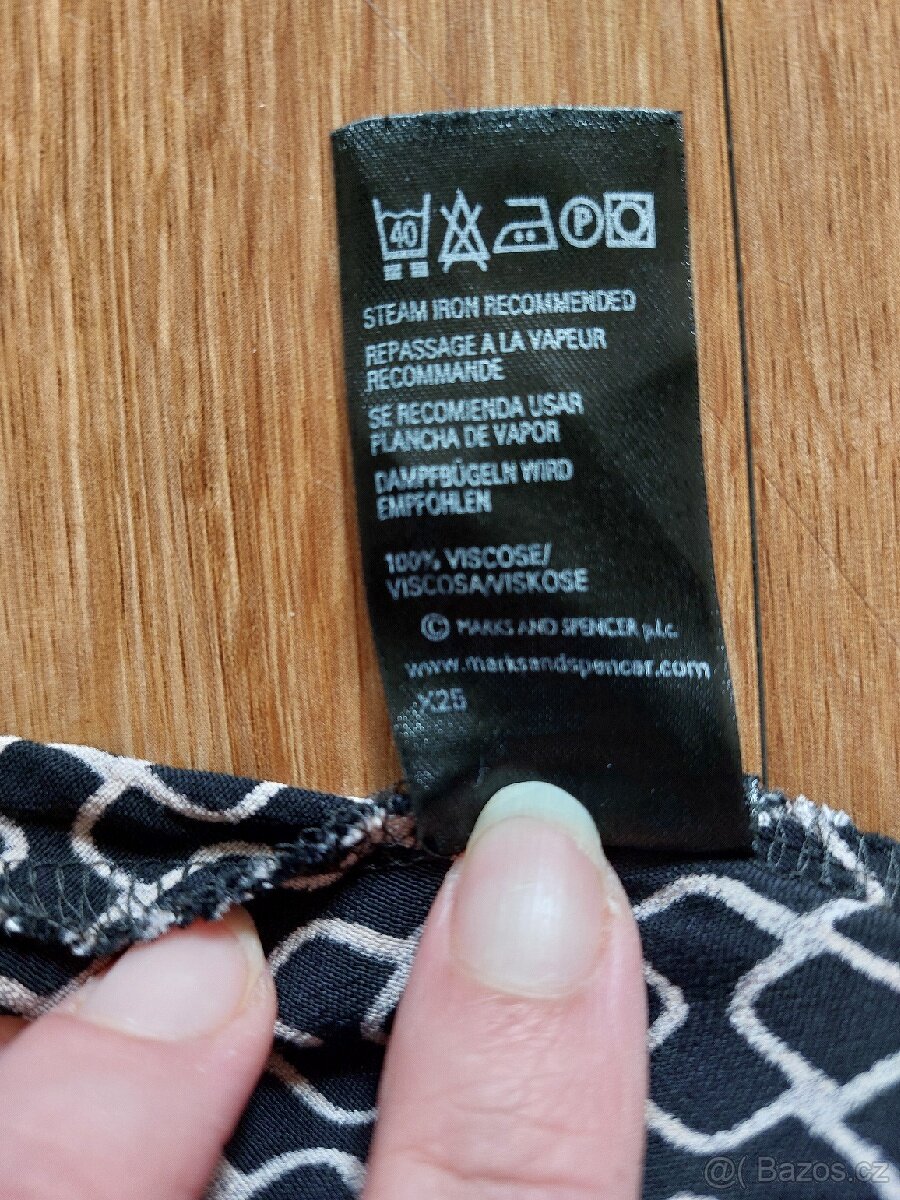 40
P
STEAM IRON RECOMMENDED
REPASSAGE A LA VAPEUR
RECOMMANDE
SE RECOMIENDA USAR
PLANCHA DE VAPOR
DAMPFBÜGELN WIRD
EMPFOHLEN
100% VISCOSE/
VISCOSA/VISKOSE
© MARKS AND SPENCER p.l.c.
www.marksandspencer.com
X25
@( Bazos.cz